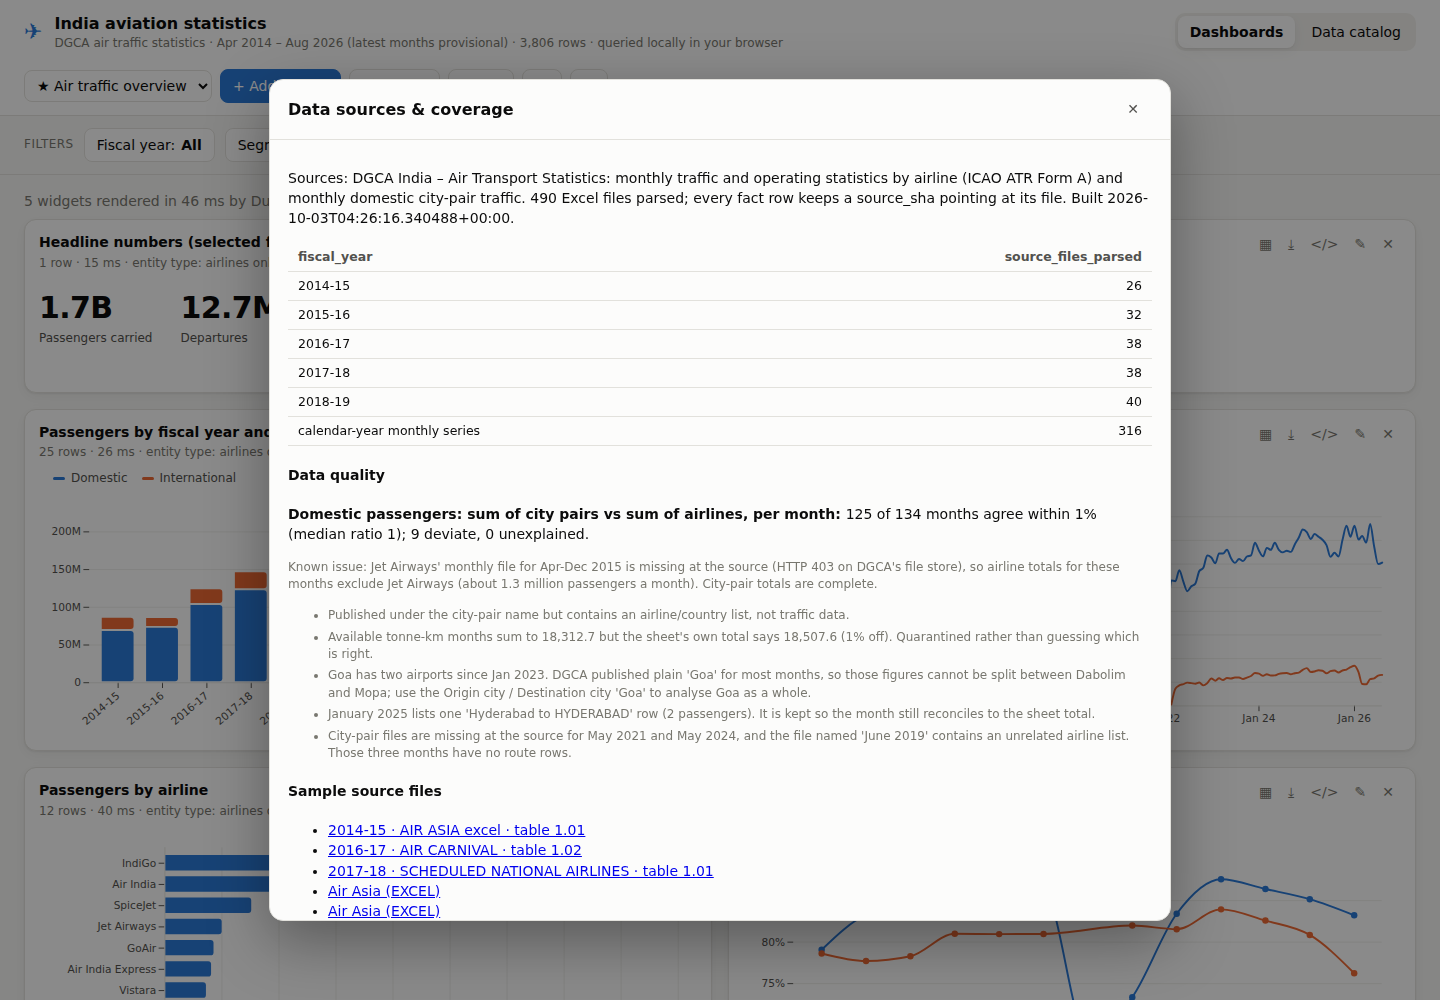 India aviation statistics
DGCA air traffic statistics · Apr 2014 – Aug 2026 (latest months provisional) · 3,806 rows · queried locally in your browser
Dashboards
Data catalog
★ Air traffic overview
+ Add
FILTERS
Fiscal year: All
Segm
5 widgets rendered in 46 ms by Du
Headline numbers (selected f
1 row · 15 ms · entity type: airlines on
</>
1.7B
12.7M
Passengers carried
Departures
Passengers by fiscal year and
25 rows · 26 ms · entity type: airlines o
</>
Domestic
International
200M
150M
100M
50M
0
2014-15
2015-16
2016-17
2017-18
20
22
Jan 24
Jan 26
Passengers by airline
12 rows · 40 ms · entity type: airlines o
</>
IndiGo
Air India
SpiceJet
Jet Airways
GoAir
Air India Express
Vistara
80%
75%
Data sources & coverage
Sources: DGCA India – Air Transport Statistics: monthly traffic and operating statistics by airline (ICAO ATR Form A) and
monthly domestic city-pair traffic. 490 Excel files parsed; every fact row keeps a source_sha pointing at its file. Built 2026-
10-03T04:26:16.340488+00:00.
fiscal_year source_files_parsed
2014-15 26
2015-16 32
2016-17 38
2017-18 38
2018-19 40
calendar-year monthly series 316
Data quality
Domestic passengers: sum of city pairs vs sum of airlines, per month: 125 of 134 months agree within 1%
(median ratio 1); 9 deviate, 0 unexplained.
Known issue: Jet Airways' monthly file for Apr-Dec 2015 is missing at the source (HTTP 403 on DGCA's file store), so airline totals for these
months exclude Jet Airways (about 1.3 million passengers a month). City-pair totals are complete.
• Published under the city-pair name but contains an airline/country list, not traffic data.
• Available tonne-km months sum to 18,312.7 but the sheet's own total says 18,507.6 (1% off). Quarantined rather than guessing which
is right.
• Goa has two airports since Jan 2023. DGCA published plain 'Goa' for most months, so those figures cannot be split between Dabolim
and Mopa; use the Origin city / Destination city 'Goa' to analyse Goa as a whole.
• January 2025 lists one 'Hyderabad to HYDERABAD' row (2 passengers). It is kept so the month still reconciles to the sheet total.
• City-pair files are missing at the source for May 2021 and May 2024, and the file named 'June 2019' contains an unrelated airline list.
Those three months have no route rows.
Sample source files
• 2014-15 · AIR ASIA excel · table 1.01
• 2016-17 · AIR CARNIVAL · table 1.02
• 2017-18 · SCHEDULED NATIONAL AIRLINES · table 1.01
• Air Asia (EXCEL)
• Air Asia (EXCEL)